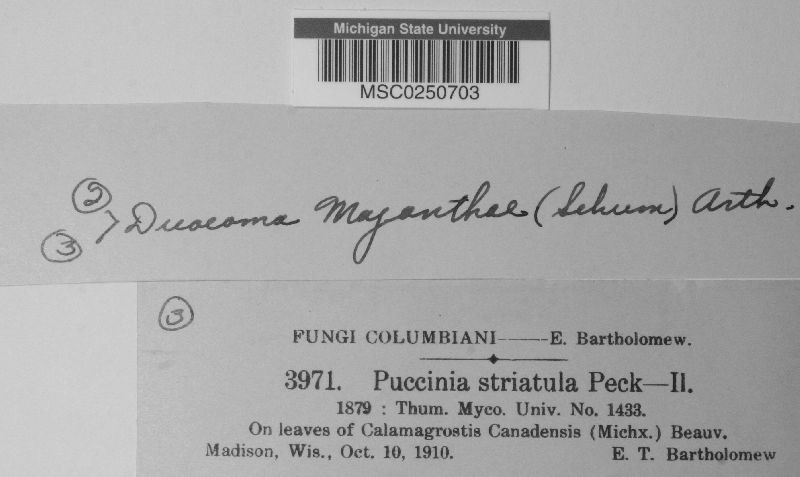 Michigan State University
MSC0250703
② ③ > Dicaeoma Majanthae (Schum) Arth.
③
FUNGI COLUMBIANI——E. Bartholomew.
3971. Puccinia striatula Peck—II.
1879 : Thum. Myco. Univ. No. 1433.
On leaves of Calamagrostis Canadensis (Michx.) Beauv.
Madison, Wis., Oct. 10, 1910. E. T. Bartholomew